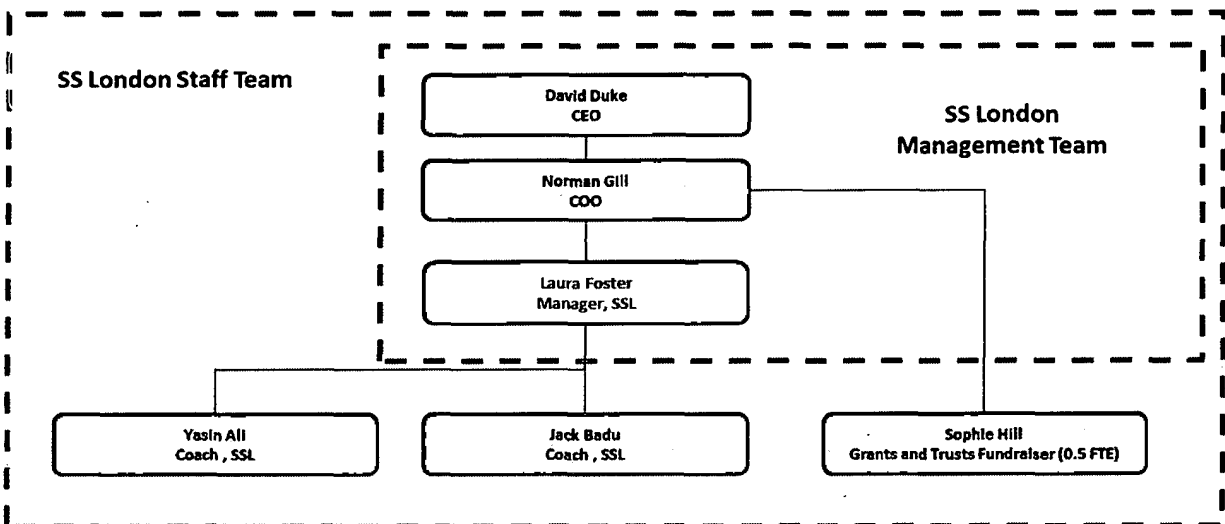 SS London Staff Team
David Duke
CEO
SS London
Management Team
Norman Gill
COO
Laura Foster
Manager, SSL
Yasin Ali
Coach , SSL
Jack Badu
Coach , SSL
Sophie Hill
Grants and Trusts Fundraiser (0.5 FTE)